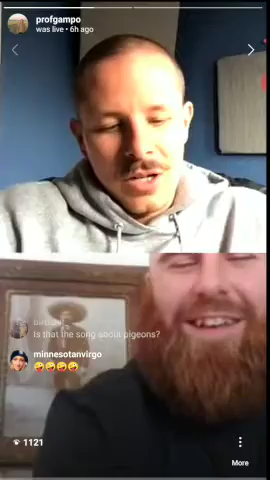 profgampo
was live • 6h ago
Is that the song about pigeons?
minnesotanvirgo
🤪🤪🤪🤪
1121
More